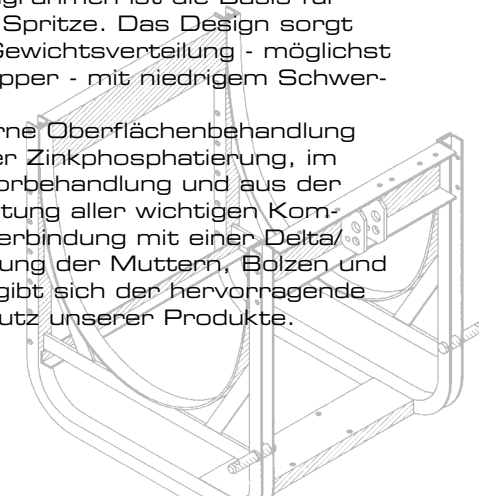 grahmen ist die Basis für
Spritze. Das Design sorgt
Gewichtsverteilung - möglichst
pper - mit niedrigem Schwer-
rne Oberflächenbehandlung
er Zinkphosphatierung, im
orbehandlung und aus der
tung aller wichtigen Kom-
erbindung mit einer Delta/
ung der Muttern, Bolzen und
gibt sich der hervorragende
utz unserer Produkte.